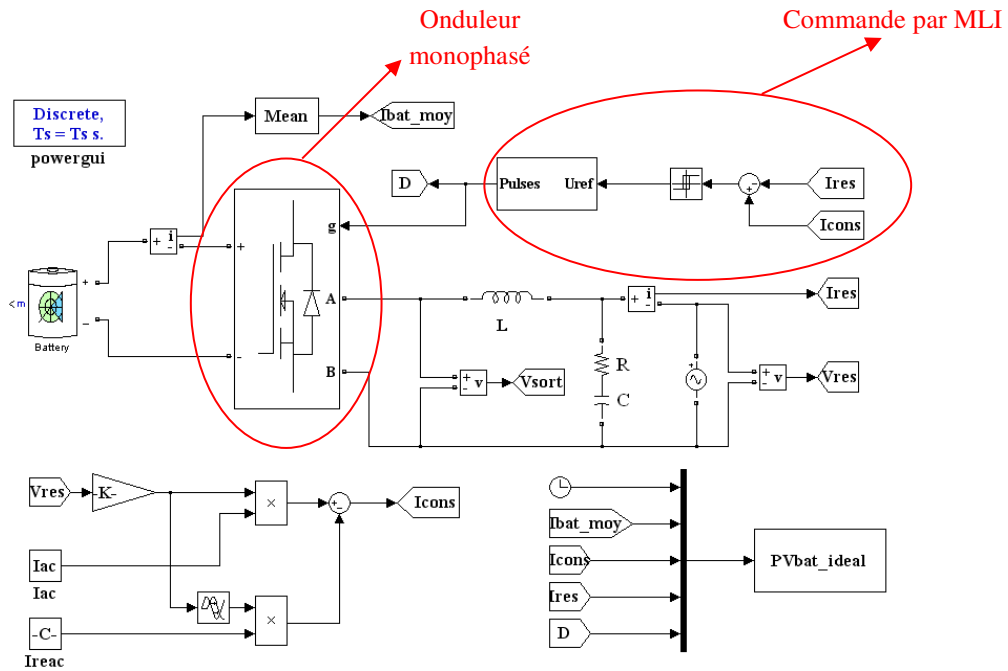 Onduleur
monophasé
Commande par MLI
Discrete,
Ts = Ts s.
powergui
Mean
Ibat_moy
D
Pulses Uref
Ires
Icons
g
+ i
-
+
-
A
B
+
-
<m
Battery
L
+ i
-
Ires
R
C
+
-
v
Vsort
+
+
-
v
Vres
Vres
-K-
×
+
-
Icons
Iac
Iac
×
-C-
Ireac
Ibat_moy
Icons
Ires
D
PVbat_ideal